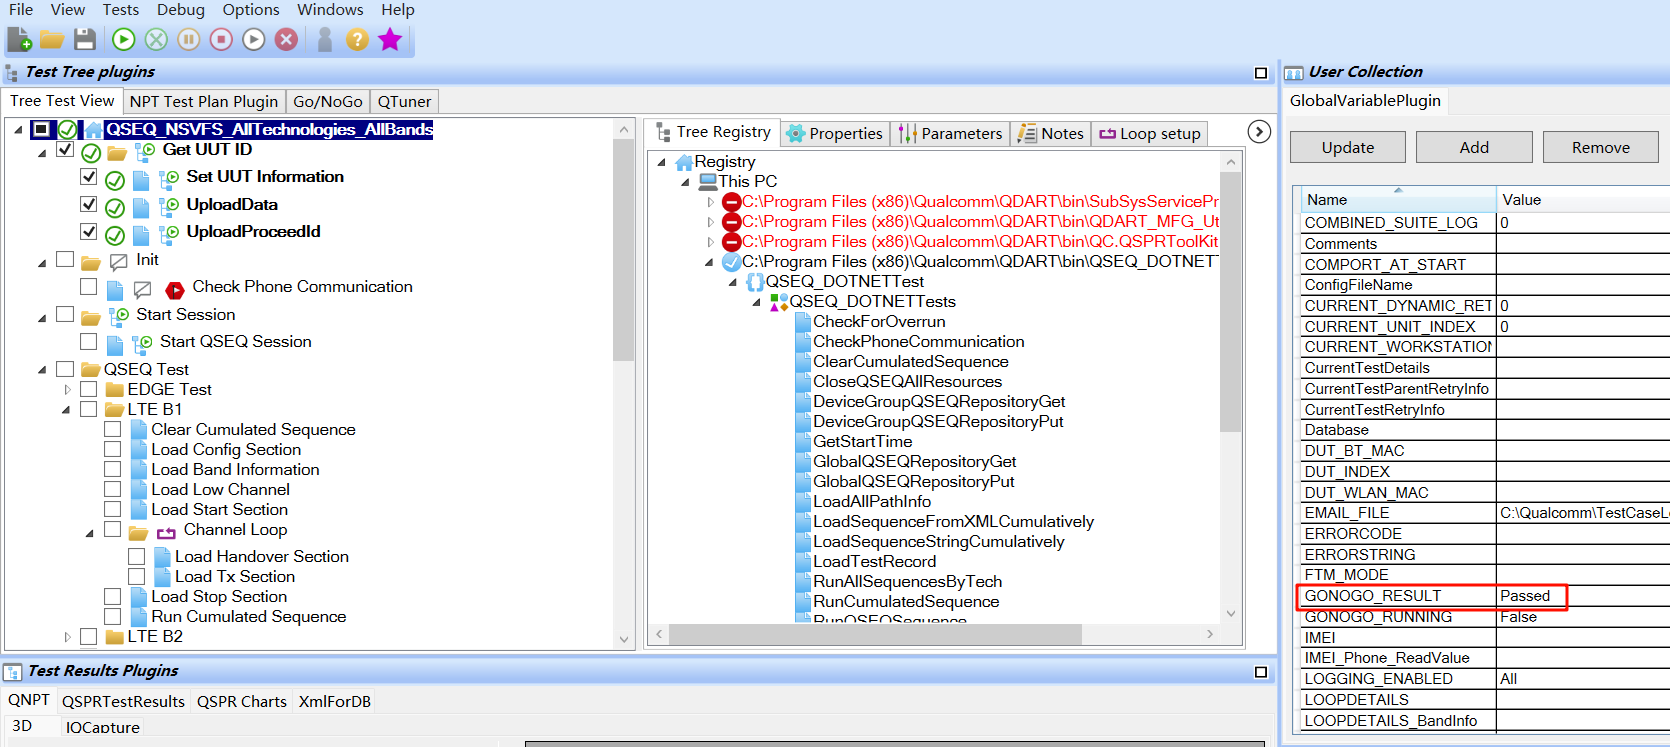 File View Tests Debug Options Windows Help
Test Tree plugins
Tree Test View NPT Test Plan Plugin Go/NoGo QTuner
QSEQ_NSVFS_AllTechnologies_AllBands
Get UUT ID
Set UUT Information
UploadData
UploadProceedId
Init
Check Phone Communication
Start Session
Start QSEQ Session
QSEQ Test
EDGE Test
LTE B1
Clear Cumulated Sequence
Load Config Section
Load Band Information
Load Low Channel
Load Start Section
Channel Loop
Load Handover Section
Load Tx Section
Load Stop Section
Run Cumulated Sequence
LTE B2
Tree Registry Properties Parameters Notes Loop setup
Registry
This PC
C:\Program Files (x86)\Qualcomm\QDART\bin\SubSysServicePr
C:\Program Files (x86)\Qualcomm\QDART\bin\QDART_MFG_Ut
C:\Program Files (x86)\Qualcomm\QDART\bin\QC.QSPRToolKit
C:\Program Files (x86)\Qualcomm\QDART\bin\QSEQ_DOTNETT
QSEQ_DOTNETTest
QSEQ_DOTNETTests
CheckForOverrun
CheckPhoneCommunication
ClearCumulatedSequence
CloseQSEQAllResources
DeviceGroupQSEQRepositoryGet
DeviceGroupQSEQRepositoryPut
GetStartTime
GlobalQSEQRepositoryGet
GlobalQSEQRepositoryPut
LoadAllPathInfo
LoadSequenceFromXMLCumulatively
LoadSequenceStringCumulatively
LoadTestRecord
RunAllSequencesByTech
RunCumulatedSequence
RunQSEQSequence
Test Results Plugins
QNPT QSPRTestResults QSPR Charts XmlForDB
3D IQCapture
User Collection
GlobalVariablePlugin
Update Add Remove
Name Value
COMBINED_SUITE_LOG 0
Comments
COMPORT_AT_START
ConfigFileName
CURRENT_DYNAMIC_RET 0
CURRENT_UNIT_INDEX 0
CURRENT_WORKSTATION
CurrentTestDetails
CurrentTestParentRetryInfo
CurrentTestRetryInfo
Database
DUT_BT_MAC
DUT_INDEX
DUT_WLAN_MAC
EMAIL_FILE C:\Qualcomm\TestCaseLo
ERRORCODE
ERRORSTRING
FTM_MODE
GONOGO_RESULT Passed
GONOGO_RUNNING False
IMEI
IMEI_Phone_ReadValue
LOGGING_ENABLED All
LOOPDETAILS
LOOPDETAILS_BandInfo